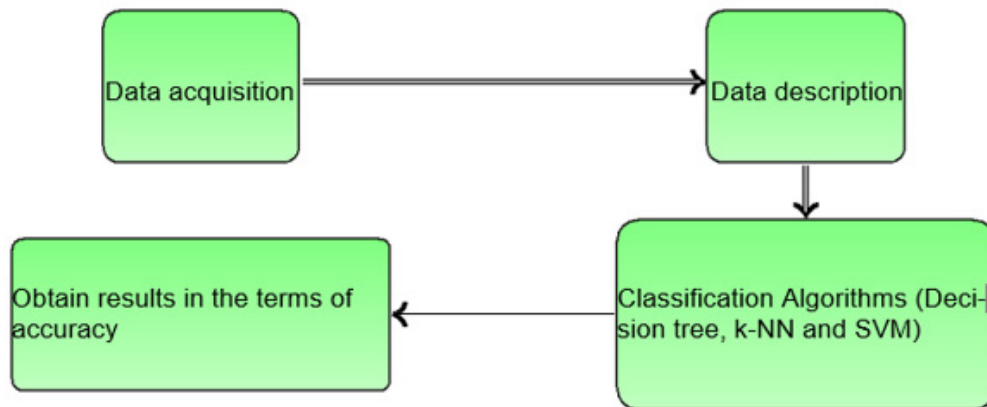 Data acquisition
Data description
Classification Algorithms (Deci-
sion tree, k-NN and SVM)
Obtain results in the terms of
accuracy